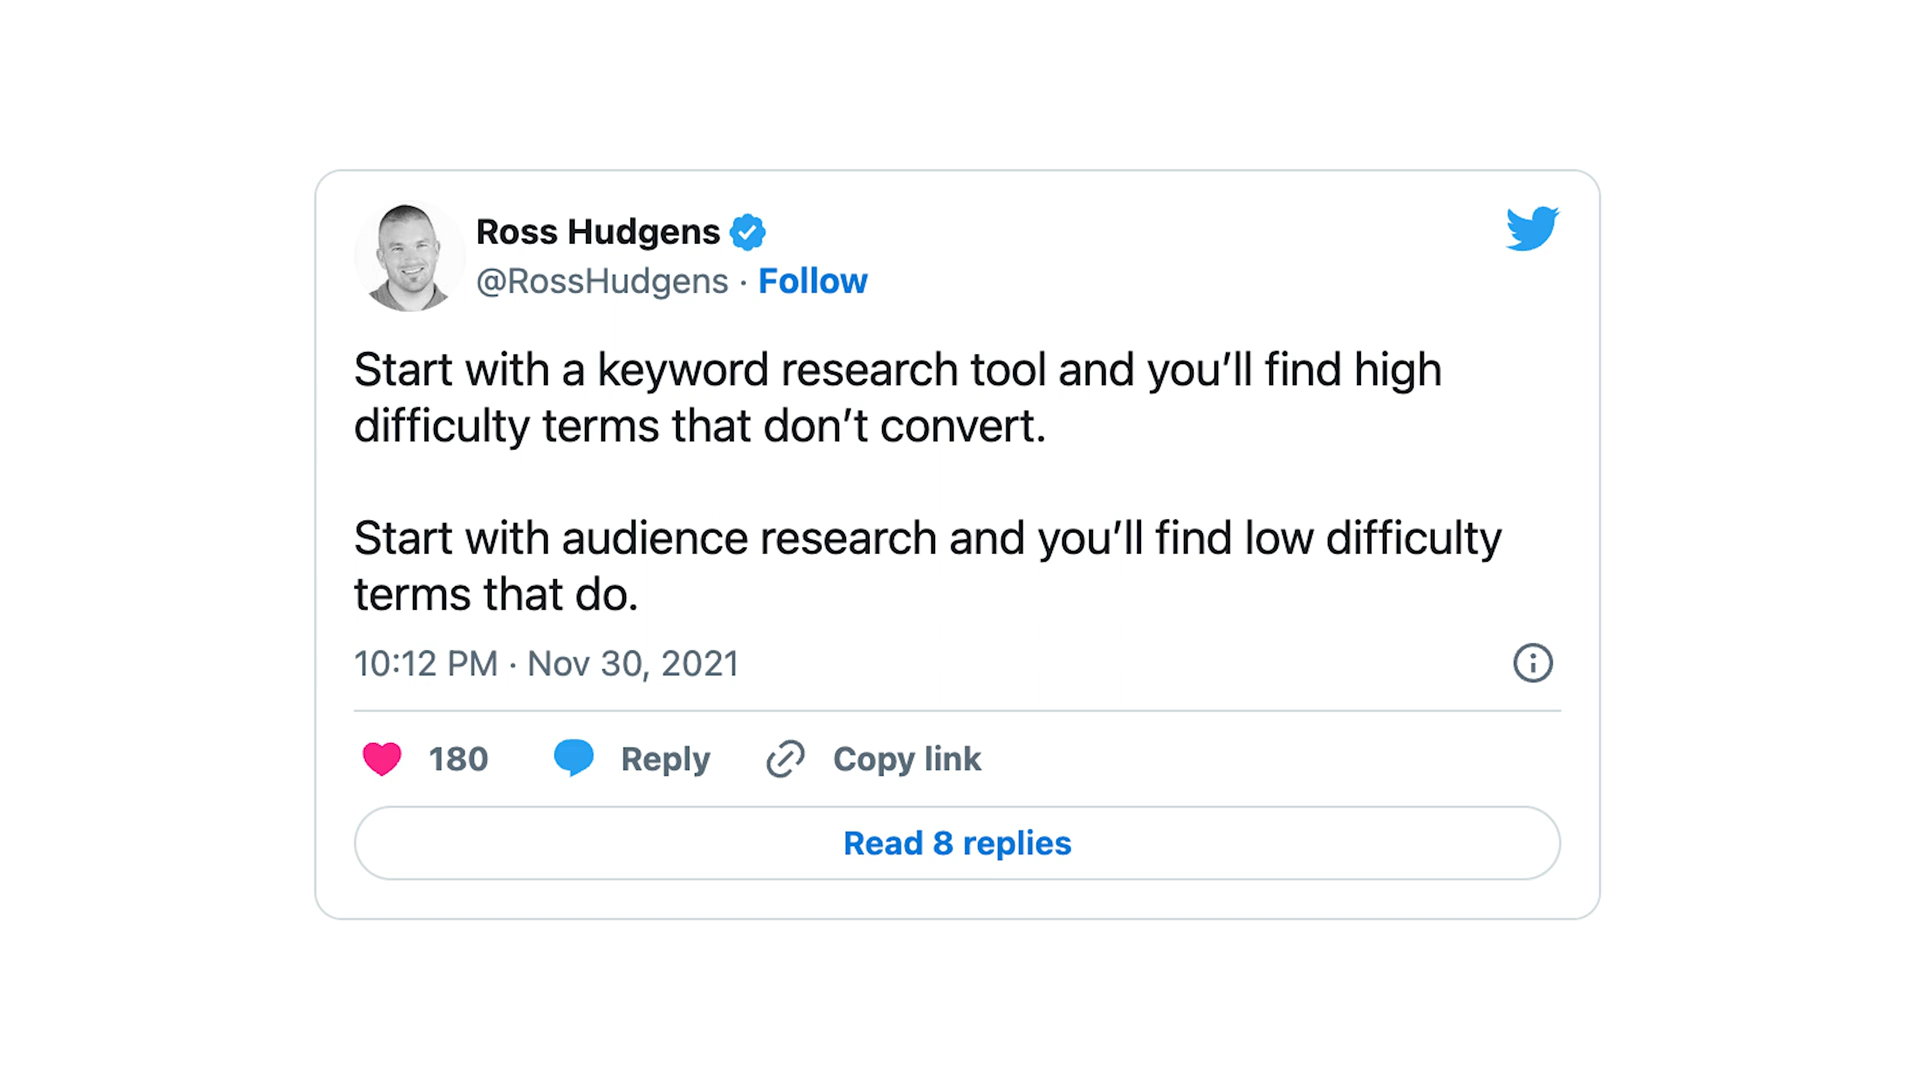 Ross Hudgens
@RossHudgens · Follow
Start with a keyword research tool and you’ll find high
difficulty terms that don’t convert.
Start with audience research and you’ll find low difficulty
terms that do.
10:12 PM · Nov 30, 2021
180 Reply Copy link
Read 8 replies